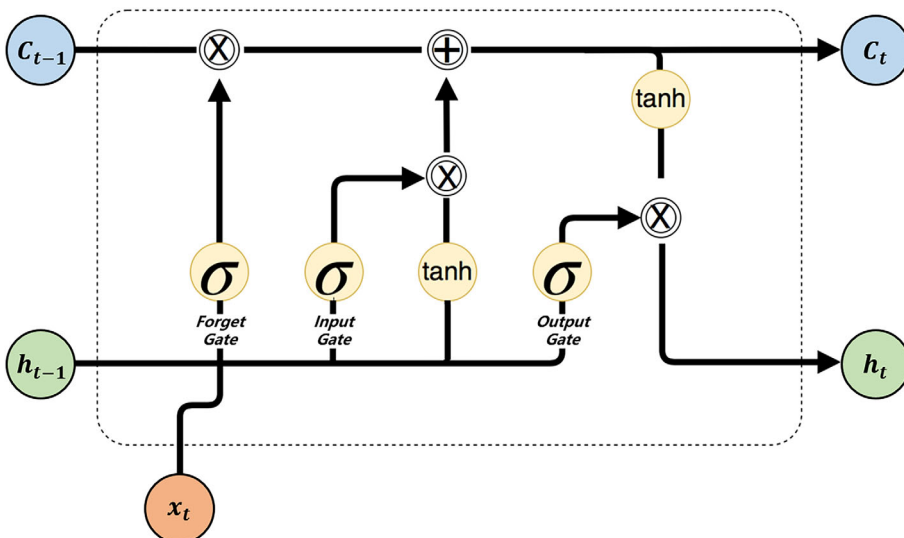 C_{t-1}
X
+
C_t
tanh
X
X
σ
σ
tanh
σ
Forget
Gate
Input
Gate
Output
Gate
h_{t-1}
h_t
x_t